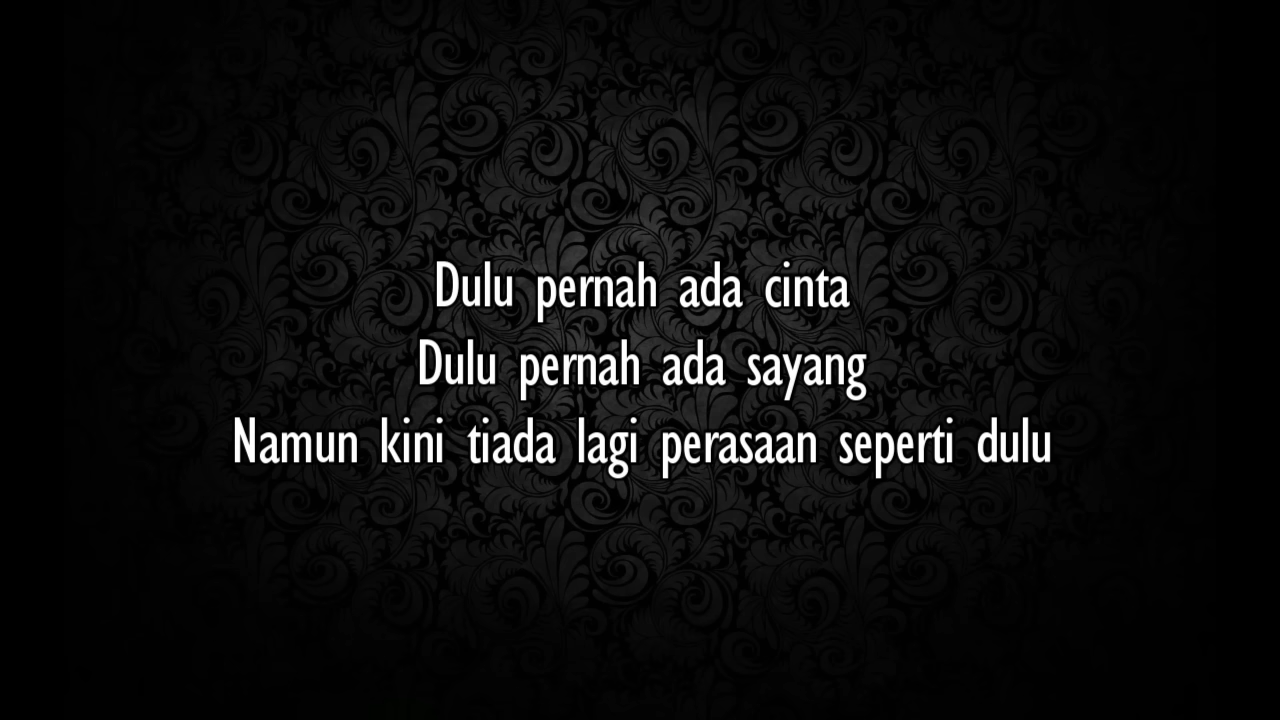 Dulu pernah ada cinta
Dulu pernah ada sayang
Namun kini tiada lagi perasaan seperti dulu